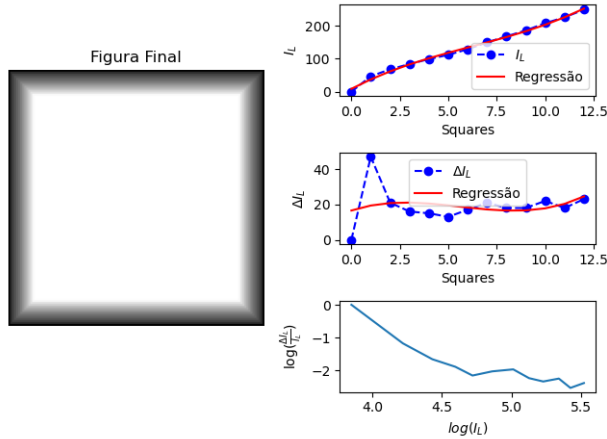 Figura Final
I_L
200
100
0
I_L
Regressão
0.0 2.5 5.0 7.5 10.0 12.5
Squares
ΔI_L
40
20
0
ΔI_L
Regressão
0.0 2.5 5.0 7.5 10.0 12.5
Squares
log(ΔI_L/I_L)
0
−1
−2
4.0 4.5 5.0 5.5
log(I_L)